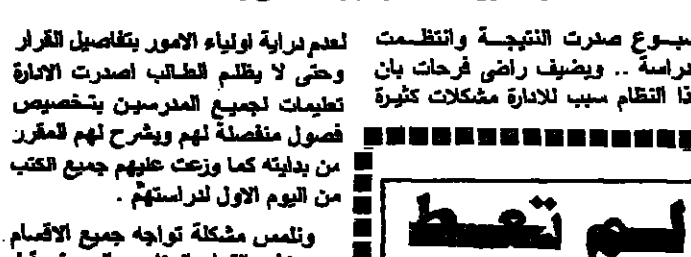 سبوع صدرت النتيجة وانتظمت
دراسة .. ويضيف راضى فرحات بان
ذا النظام سبب للادارة مشكلات كثيرة
لم تعط
لعدم دراية اولياء الامور بتفاصيل القرار
وحتى لا يظلم الطالب اصدرت الادارة
تعليمات لجميع المدرسين بتخصيص
فصول منفصلة لهم ويشرح لهم المقرر
من بدايته كما وزعت عليهم جميع الكتب
من اليوم الاول لدراستهم .
ونلمس مشكلة تواجه جميع الاقسام